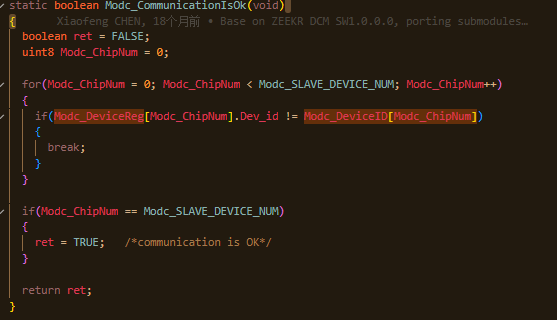 static boolean Modc_CommunicationIsOk(void)
{ Xiaofeng CHEN, 18个月前 • Base on ZEEKR DCM SW1.0.0.0, porting submodules…
boolean ret = FALSE;
uint8 Modc_ChipNum = 0;
for(Modc_ChipNum = 0; Modc_ChipNum < Modc_SLAVE_DEVICE_NUM; Modc_ChipNum++)
{
if(Modc_DeviceReg[Modc_ChipNum].Dev_id != Modc_DeviceID[Modc_ChipNum])
{
break;
}
}
if(Modc_ChipNum == Modc_SLAVE_DEVICE_NUM)
{
ret = TRUE; /*communication is OK*/
}
return ret;
}